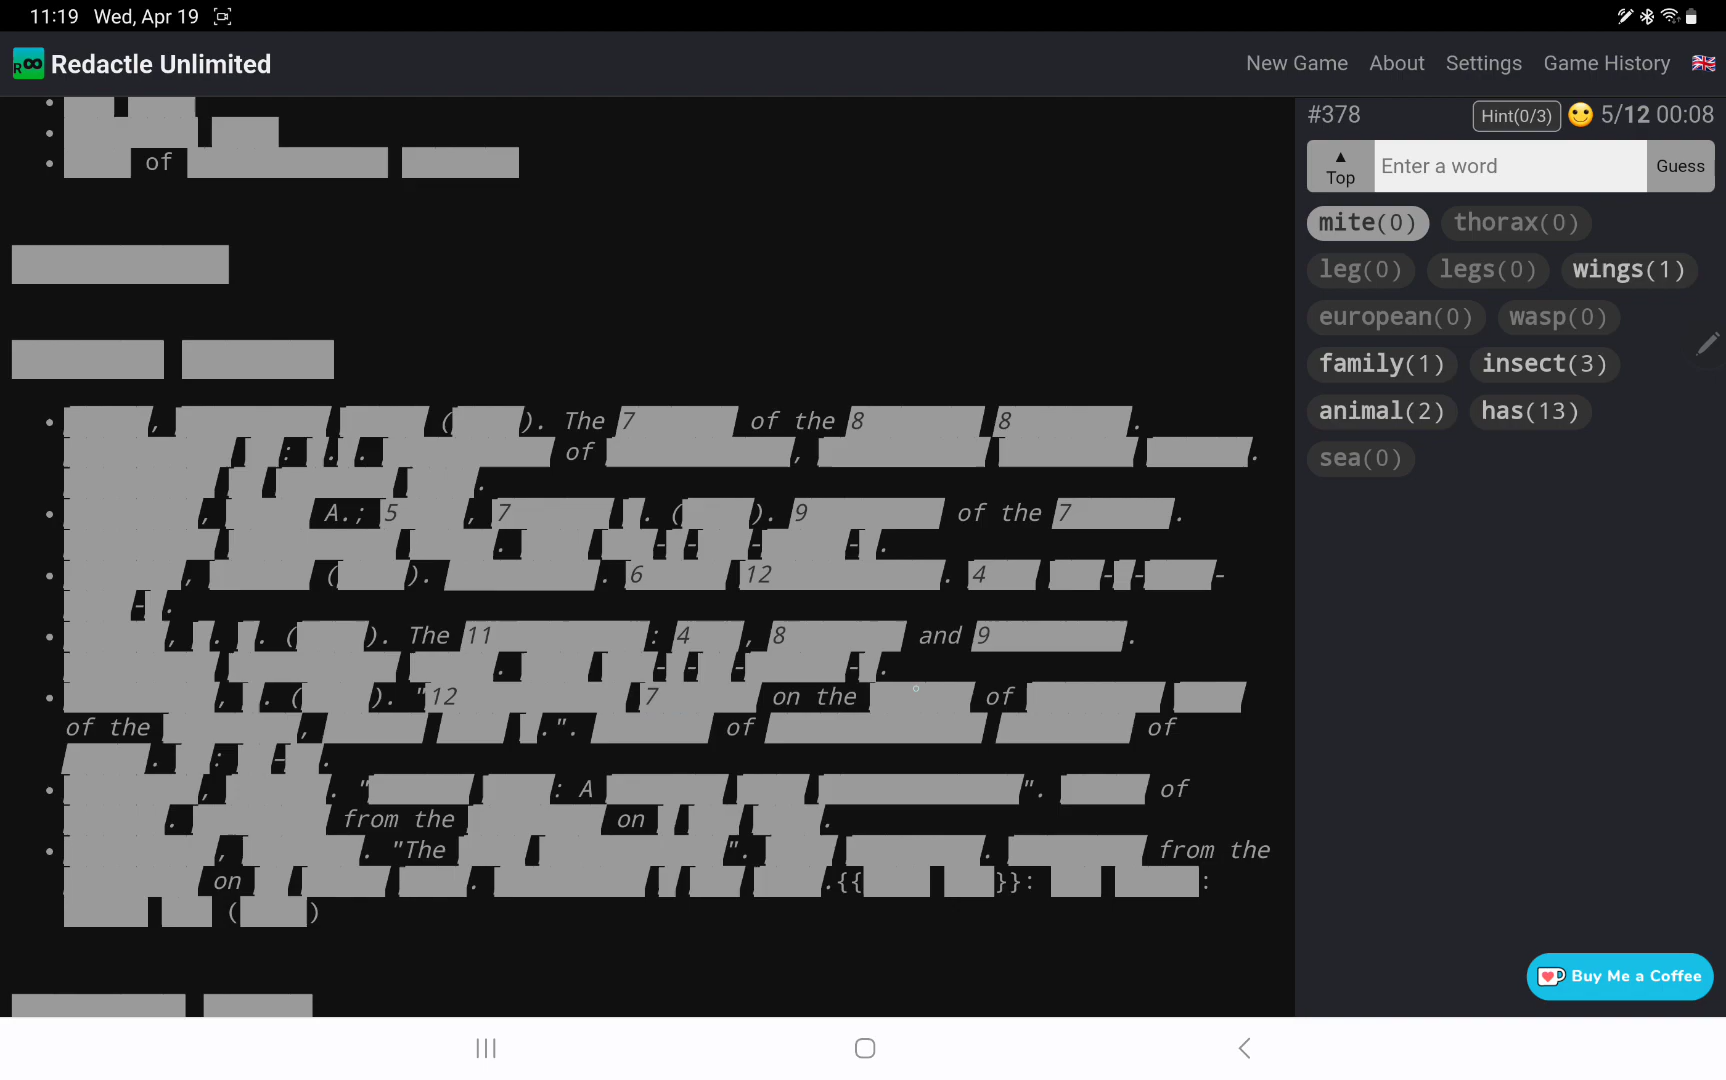 11:19 Wed, Apr 19
R∞ Redactle Unlimited
New Game About Settings Game History
#378 Hint(0/3) 5/12 00:08
▲ Top Enter a word Guess
mite(0) thorax(0)
leg(0) legs(0) wings(1)
european(0) wasp(0)
family(1) insect(3)
animal(2) has(13)
sea(0)
of
, ( ). The 7 of the 8 8 .
: . . of , .
.
, A.; 5 , 7 . ( ). 9 of the 7 .
. - - - - .
, ( ). . 6 12 . 4 - - -
- .
, . . ( ). The 11 : 4 , 8 and 9 .
. - - - - .
, . ( ). "12 7 on the of
of the , .". of of
. : – .
, . " : A ". of
. from the on .
, . "The ". . from the
on . .{{ }}: :
( )
Buy Me a Coffee